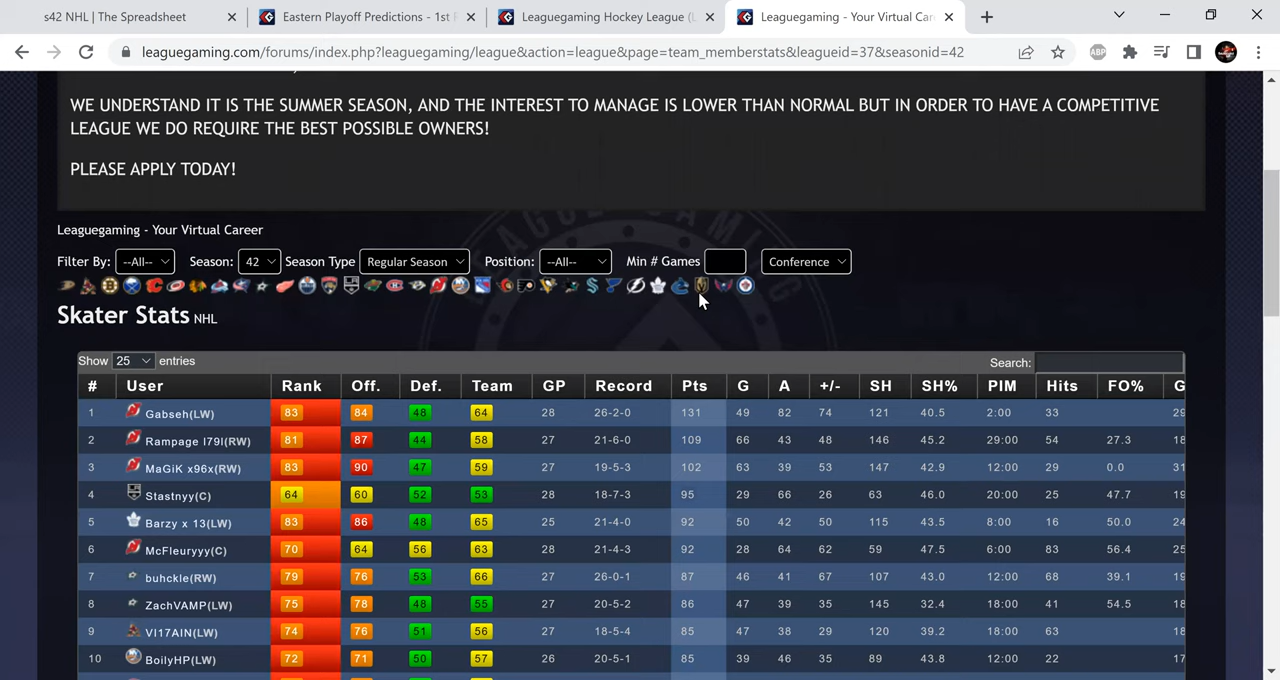 s42 NHL | The Spreadsheet
Eastern Playoff Predictions - 1st
Leaguegaming Hockey League (
Leaguegaming - Your Virtual Car
leaguegaming.com/forums/index.php?leaguegaming/league&action=league&page=team_memberstats&leagueid=37&seasonid=42
ABP
WE UNDERSTAND IT IS THE SUMMER SEASON, AND THE INTEREST TO MANAGE IS LOWER THAN NORMAL BUT IN ORDER TO HAVE A COMPETITIVE
LEAGUE WE DO REQUIRE THE BEST POSSIBLE OWNERS!
PLEASE APPLY TODAY!
Leaguegaming - Your Virtual Career
Filter By: --All-- Season: 42 Season Type Regular Season Position: --All-- Min # Games Conference
Skater Stats NHL
Show 25 entries Search:
# User Rank Off. Def. Team GP Record Pts G A +/- SH SH% PIM Hits FO% G
1 Gabseh(LW) 83 84 48 64 28 26-2-0 131 49 82 74 121 40.5 2:00 33 29
2 Rampage I79I(RW) 81 87 44 58 27 21-6-0 109 66 43 48 146 45.2 29:00 54 27.3 18
3 MaGiK x96x(RW) 83 90 47 59 27 19-5-3 102 63 39 53 147 42.9 12:00 29 0.0 31
4 Stastnyy(C) 64 60 52 53 28 18-7-3 95 29 66 26 63 46.0 20:00 25 47.7 19
5 Barzy x 13(LW) 83 86 48 65 25 21-4-0 92 50 42 50 115 43.5 8:00 16 50.0 24
6 McFleuryyy(C) 70 64 56 63 28 21-4-3 92 28 64 62 59 47.5 6:00 83 56.4 25
7 buhckle(RW) 79 76 53 66 27 26-0-1 87 46 41 67 107 43.0 12:00 68 39.1 19
8 ZachVAMP(LW) 75 78 48 55 27 20-5-2 86 47 39 35 145 32.4 18:00 41 54.5 18
9 VI17AIN(LW) 74 76 51 56 27 18-5-4 85 47 38 29 120 39.2 18:00 63 18
10 BoilyHP(LW) 72 71 50 57 26 20-5-1 85 39 46 35 89 43.8 12:00 22 17